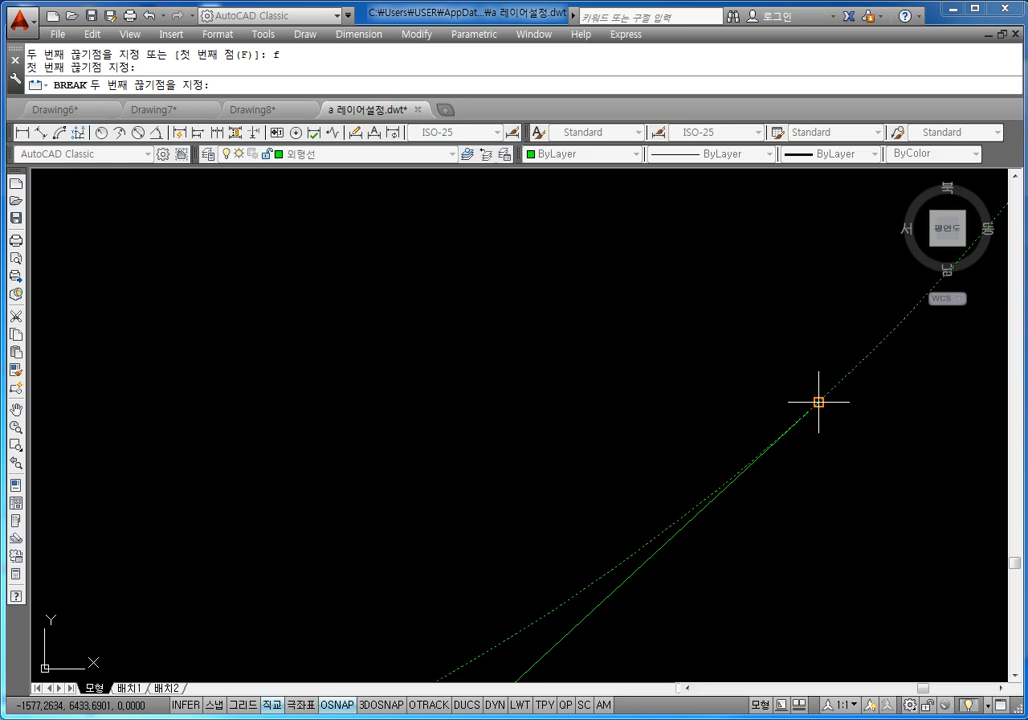 AutoCAD Classic C:\Users\USER\AppDat...\a 레이어설정.dwt 키워드 또는 구절 입력 로그인
File Edit View Insert Format Tools Draw Dimension Modify Parametric Window Help Express
두 번째 끊기점을 지정 또는 [첫 번째 점(F)]: f
첫 번째 끊기점 지정:
BREAK 두 번째 끊기점을 지정:
Drawing6* Drawing7* Drawing8* a 레이어설정.dwt*
ISO-25 Standard ISO-25 Standard Standard
AutoCAD Classic 외형선 ByLayer ByLayer ByLayer ByColor
북
서 평면도 동
남
WCS
Y
X
모형 배치1 배치2
-1577,2634, 6433,6901, 0,0000 INFER 스냅 그리드 직교 극좌표 OSNAP 3DOSNAP OTRACK DUCS DYN LWT TPY QP SC AM 모형 1:1